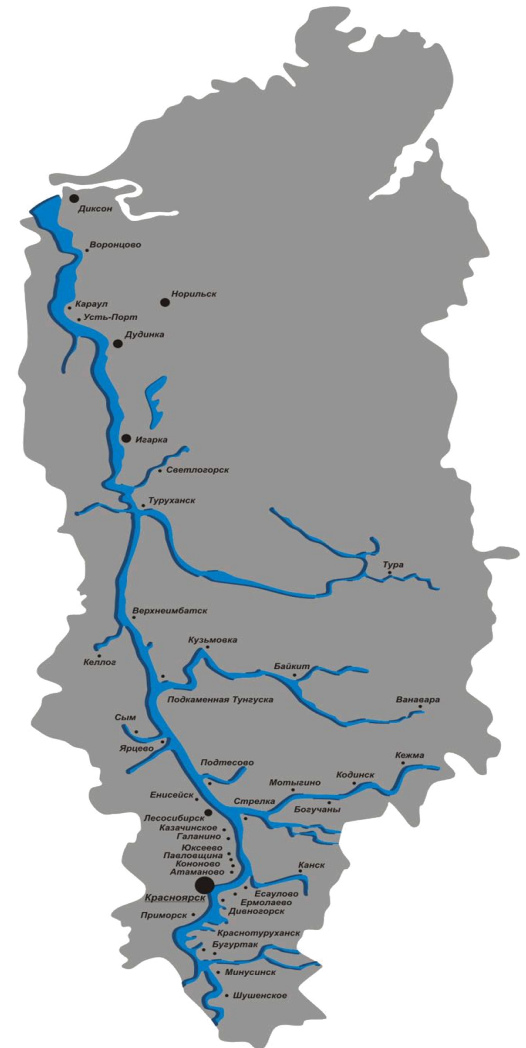 Диксон
Воронцово
Норильск
Караул
Усть-Порт
Дудинка
Игарка
Светлогорск
Туруханск
Тура
Верхнеимбатск
Кузьмовка
Келлог
Байкит
Подкаменная Тунгуска
Ванавара
Сым
Ярцево
Подтесово
Кежма
Мотыгино
Кодинск
Енисейск
Стрелка
Богучаны
Лесосибирск
Казачинское
Галанино
Юксеево
Павловщина
Кононово
Атаманово
Канск
Красноярск
Есаулово
Ермолаево
Дивногорск
Приморск
Краснотуруханск
Бугуртак
Минусинск
Шушенское